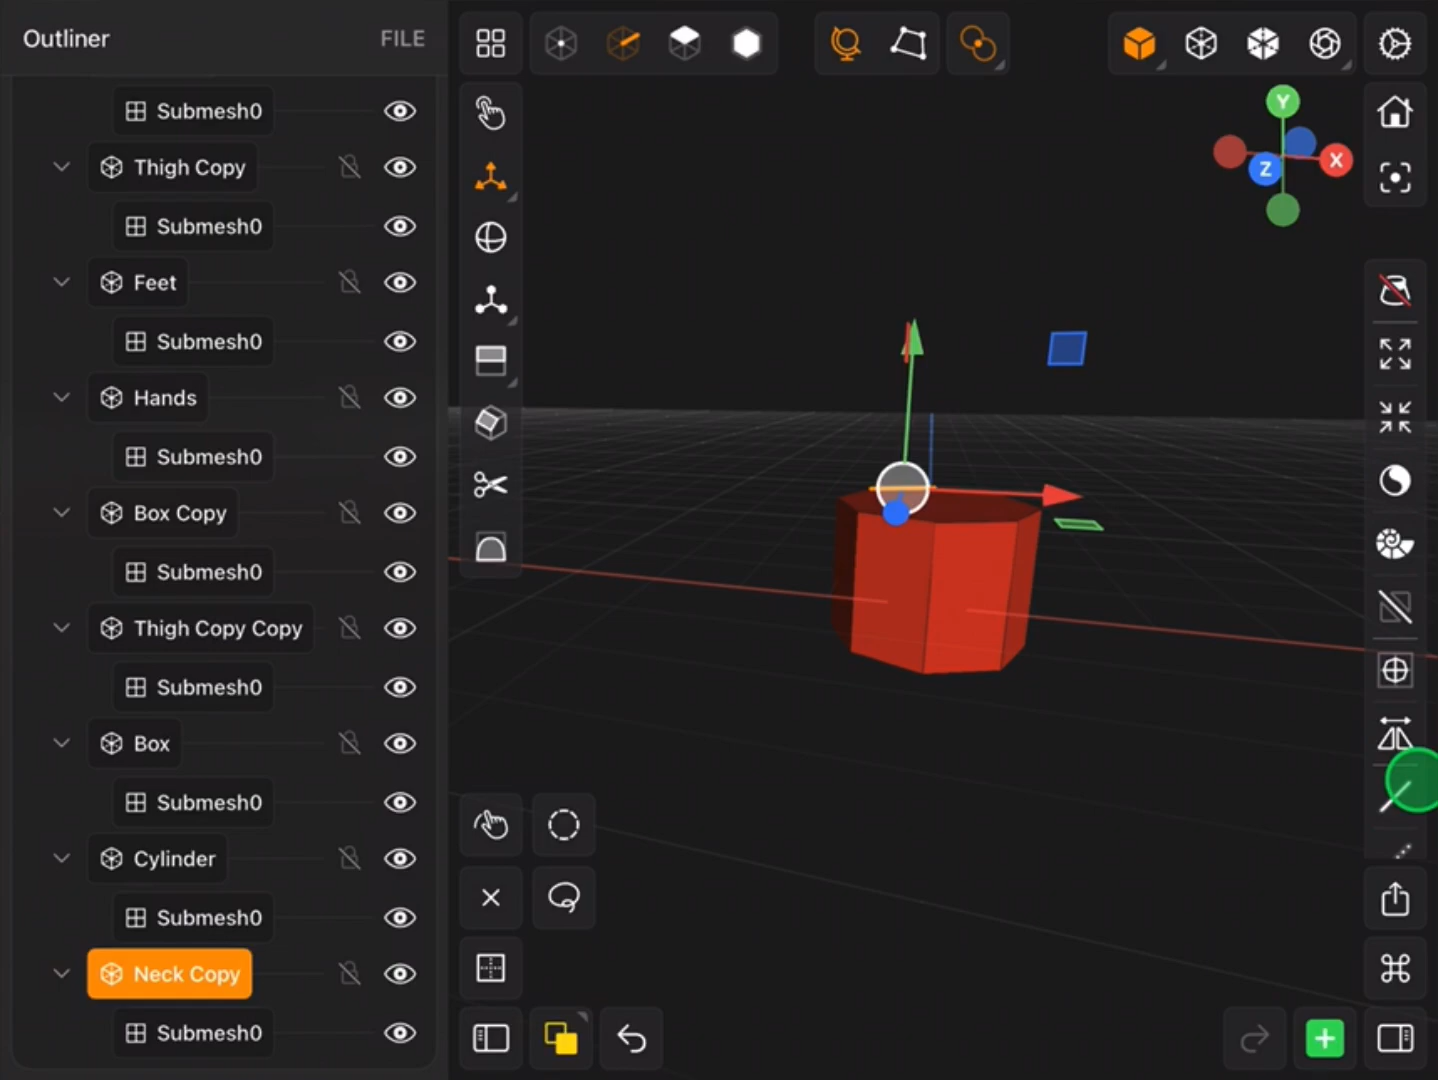 Outliner
FILE
Submesh0
Thigh Copy
Submesh0
Feet
Submesh0
Hands
Submesh0
Box Copy
Submesh0
Thigh Copy Copy
Submesh0
Box
Submesh0
Cylinder
Submesh0
Neck Copy
Submesh0
Y
X
Z